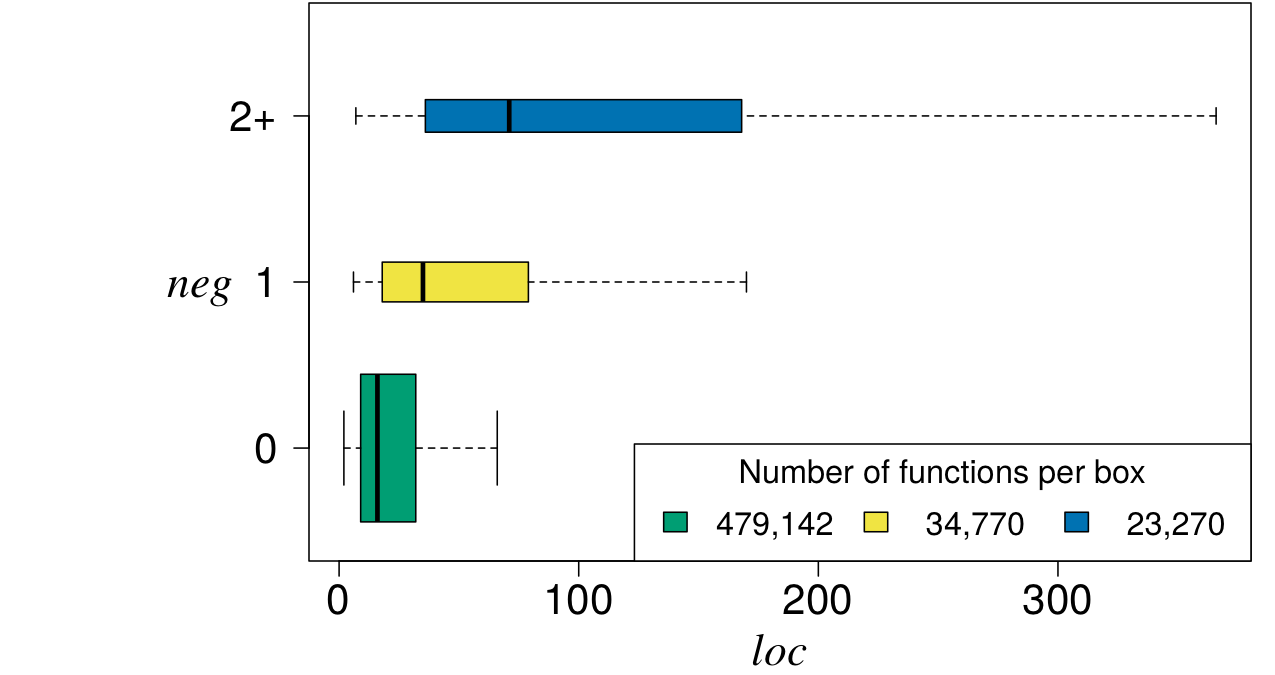 2+
neg 1
0
Number of functions per box
479,142 34,770 23,270
0 100 200 300
loc